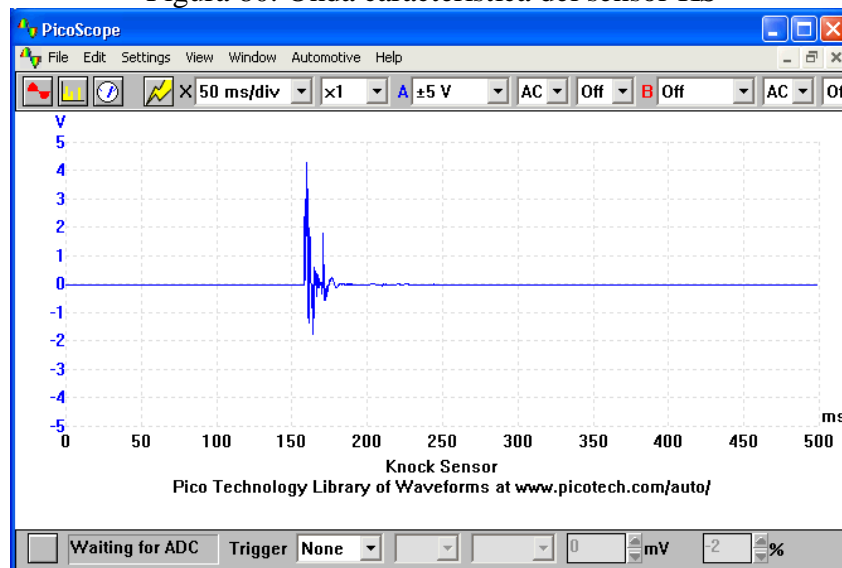 PicoScope
File Edit Settings View Window Automotive Help
X 50 ms/div x1 A ±5 V AC Off B Off AC
V
5
4
3
2
1
0
-1
-2
-3
-4
-5
ms
0 50 100 150 200 250 300 350 400 450 500
Knock Sensor
Pico Technology Library of Waveforms at www.picotech.com/auto/
Waiting for ADC Trigger None 0 mV -2 %